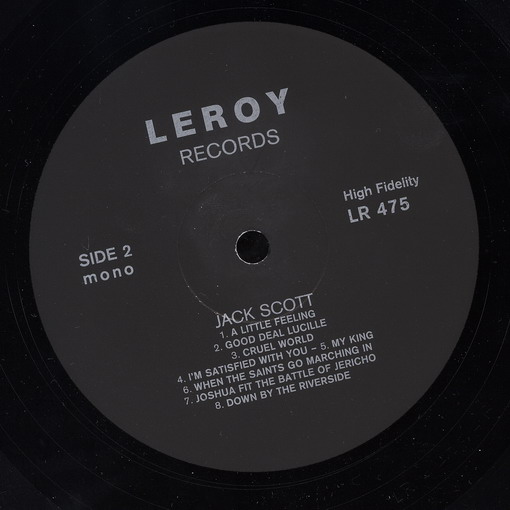 LEROY
RECORDS
High Fidelity
LR 475
SIDE 2
mono
JACK SCOTT
1. A LITTLE FEELING
2. GOOD DEAL LUCILLE
3. CRUEL WORLD
4. I'M SATISFIED WITH YOU – 5. MY KING
6. WHEN THE SAINTS GO MARCHING IN
7. JOSHUA FIT THE BATTLE OF JERICHO
8. DOWN BY THE RIVERSIDE